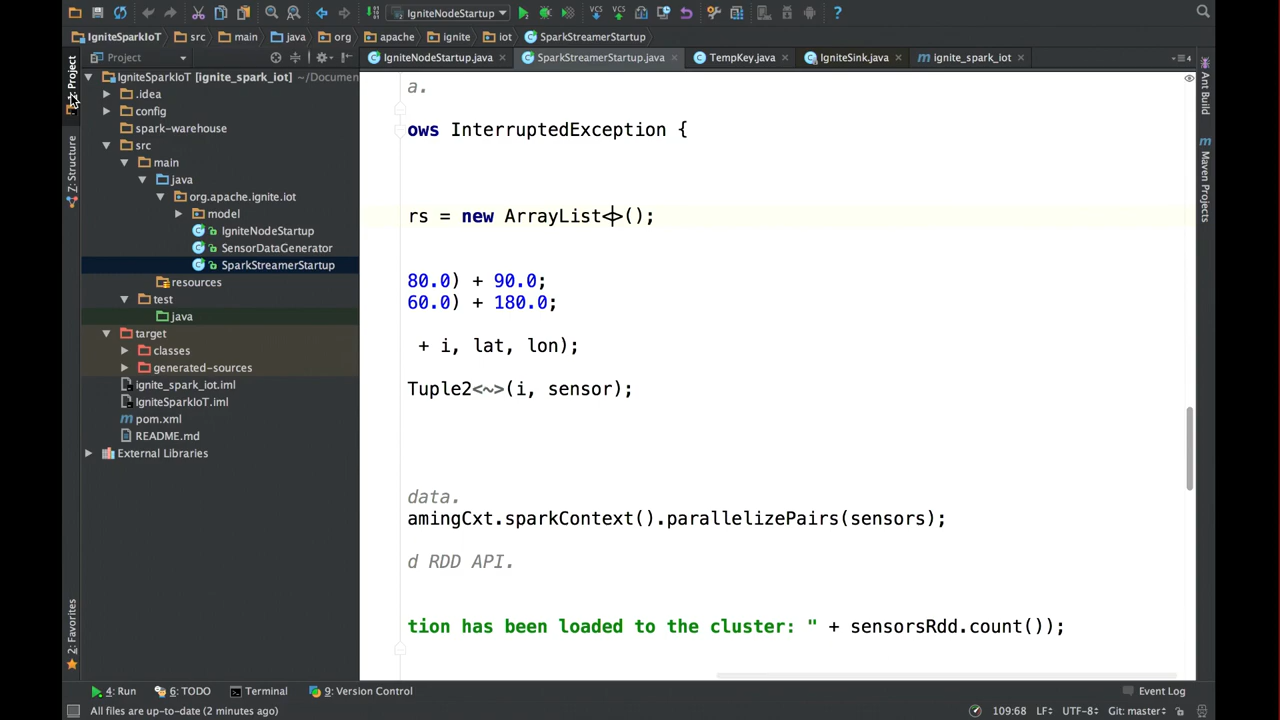 IgniteNodeStartup
IgniteSparkIoT src main java org apache ignite iot SparkStreamerStartup
1: Project
7: Structure
2: Favorites
Project
IgniteSparkIoT [ignite_spark_iot] ~/Documen
.idea
config
spark-warehouse
src
main
java
org.apache.ignite.iot
model
IgniteNodeStartup
SensorDataGenerator
SparkStreamerStartup
resources
test
java
target
classes
generated-sources
ignite_spark_iot.iml
IgniteSparkIoT.iml
pom.xml
README.md
External Libraries
IgniteNodeStartup.java SparkStreamerStartup.java TempKey.java IgniteSink.java ignite_spark_iot
a.
ows InterruptedException {
rs = new ArrayList<>();
80.0) + 90.0;
60.0) + 180.0;
+ i, lat, lon);
Tuple2<~>(i, sensor);
data.
amingCxt.sparkContext().parallelizePairs(sensors);
d RDD API.
tion has been loaded to the cluster: " + sensorsRdd.count());
Ant Build
Maven Projects
4: Run 6: TODO Terminal 9: Version Control Event Log
All files are up-to-date (2 minutes ago) 109:68 LF÷ UTF-8÷ Git: master÷